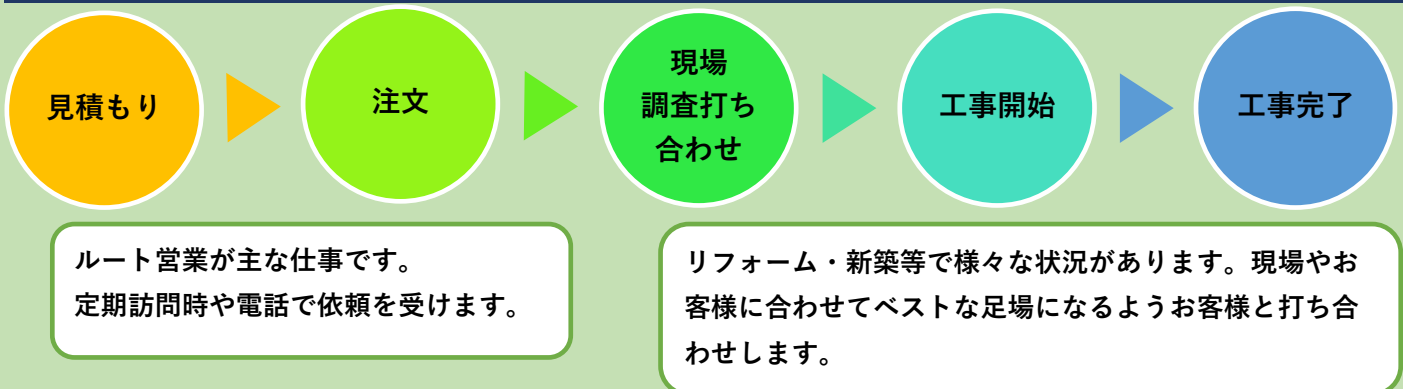 見積もり
注文
現場
調査打ち
合わせ
工事開始
工事完了
ルート営業が主な仕事です。
定期訪問時や電話で依頼を受けます。
リフォーム・新築等で様々な状況があります。現場やお
客様に合わせてベストな足場になるようお客様と打ち合
わせします。